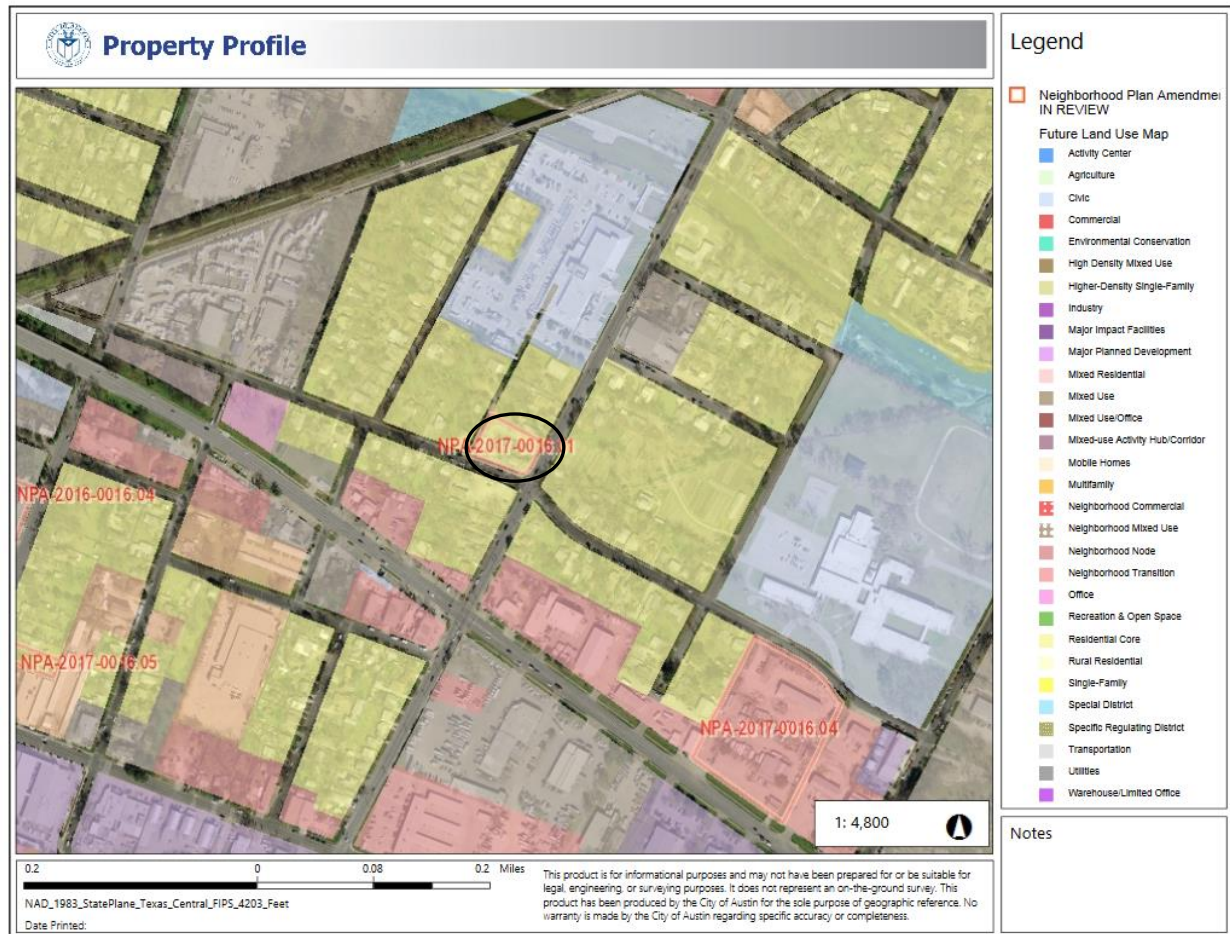 Property Profile
Legend
Neighborhood Plan Amendme
IN REVIEW
Future Land Use Map
Activity Center
Agriculture
Civic
Commercial
Environmental Conservation
High Density Mixed Use
Higher-Density Single-Family
Industry
Major Impact Facilities
Major Planned Development
Mixed Residential
Mixed Use
Mixed Use/Office
Mixed-use Activity Hub/Corridor
Mobile Homes
Multifamily
Neighborhood Commercial
Neighborhood Mixed Use
Neighborhood Node
Neighborhood Transition
Office
Recreation & Open Space
Residential Core
Rural Residential
Single-Family
Special District
Specific Regulating District
Transportation
Utilities
Warehouse/Limited Office
NPA-2017-0016.01
NPA-2016-0016.04
NPA-2017-0016.05
NPA-2017-0016.04
1: 4,800
Notes
0.2 0 0.08 0.2 Miles
NAD_1983_StatePlane_Texas_Central_FIPS_4203_Feet
Date Printed:
This product is for informational purposes and may not have been prepared for or be suitable for
legal, engineering, or surveying purposes. It does not represent an on-the-ground survey. This
product has been produced by the City of Austin for the sole purpose of geographic reference. No
warranty is made by the City of Austin regarding specific accuracy or completeness.